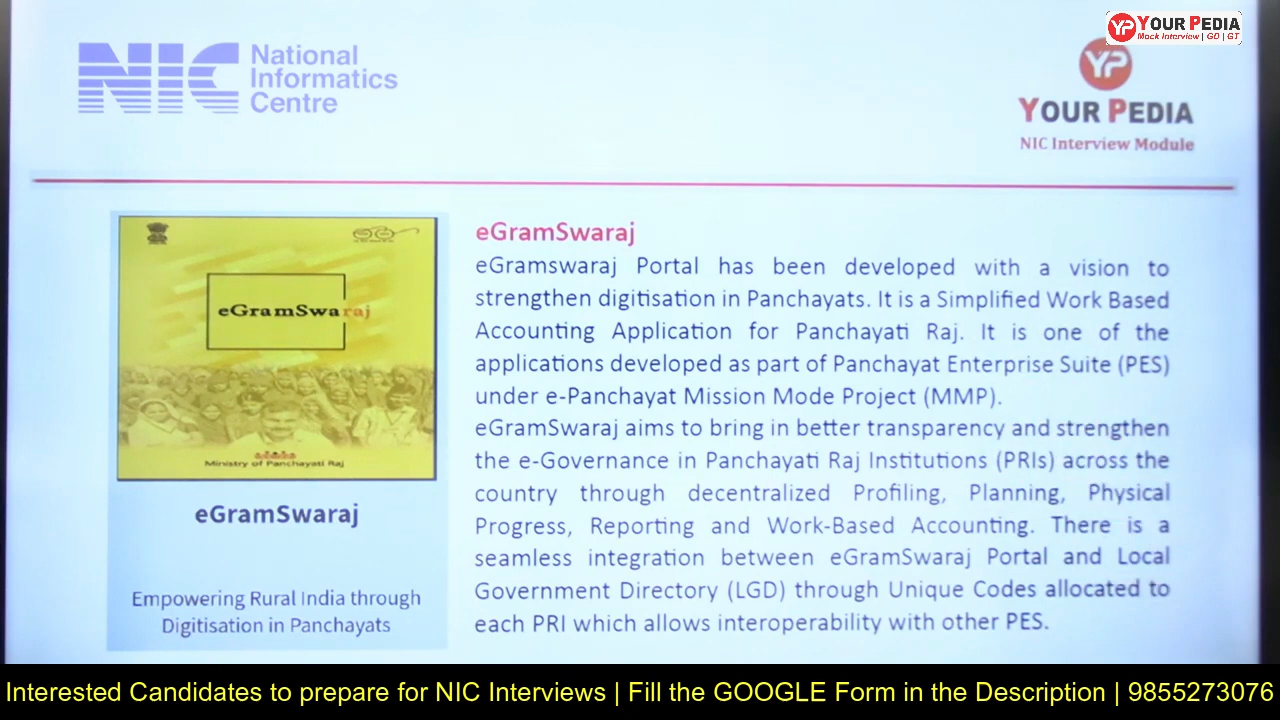 YP YOUR PEDIA
Mock Interview | GD | GT
NIC National
Informatics
Centre
YP
YOUR PEDIA
NIC Interview Module
eGramSwaraj
Ministry of Panchayati Raj
eGramSwaraj
Empowering Rural India through
Digitisation in Panchayats
eGramSwaraj
eGramswaraj Portal has been developed with a vision to
strengthen digitisation in Panchayats. It is a Simplified Work Based
Accounting Application for Panchayati Raj. It is one of the
applications developed as part of Panchayat Enterprise Suite (PES)
under e-Panchayat Mission Mode Project (MMP).
eGramSwaraj aims to bring in better transparency and strengthen
the e-Governance in Panchayati Raj Institutions (PRIs) across the
country through decentralized Profiling, Planning, Physical
Progress, Reporting and Work-Based Accounting. There is a
seamless integration between eGramSwaraj Portal and Local
Government Directory (LGD) through Unique Codes allocated to
each PRI which allows interoperability with other PES.
Interested Candidates to prepare for NIC Interviews | Fill the GOOGLE Form in the Description | 9855273076